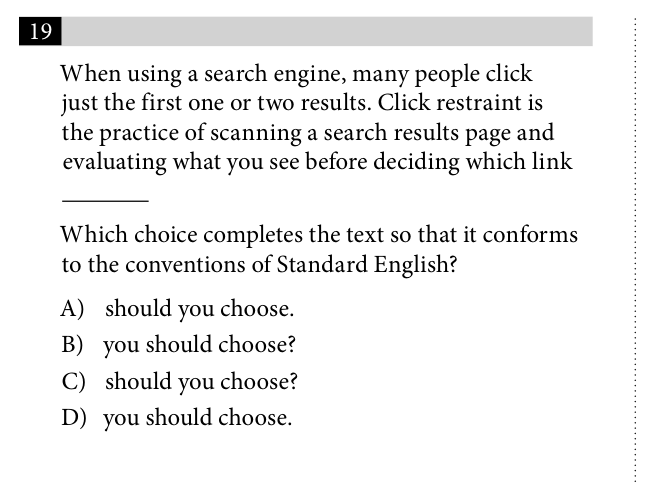 19
When using a search engine, many people click
just the first one or two results. Click restraint is
the practice of scanning a search results page and
evaluating what you see before deciding which link
______
Which choice completes the text so that it conforms
to the conventions of Standard English?
A) should you choose.
B) you should choose?
C) should you choose?
D) you should choose.